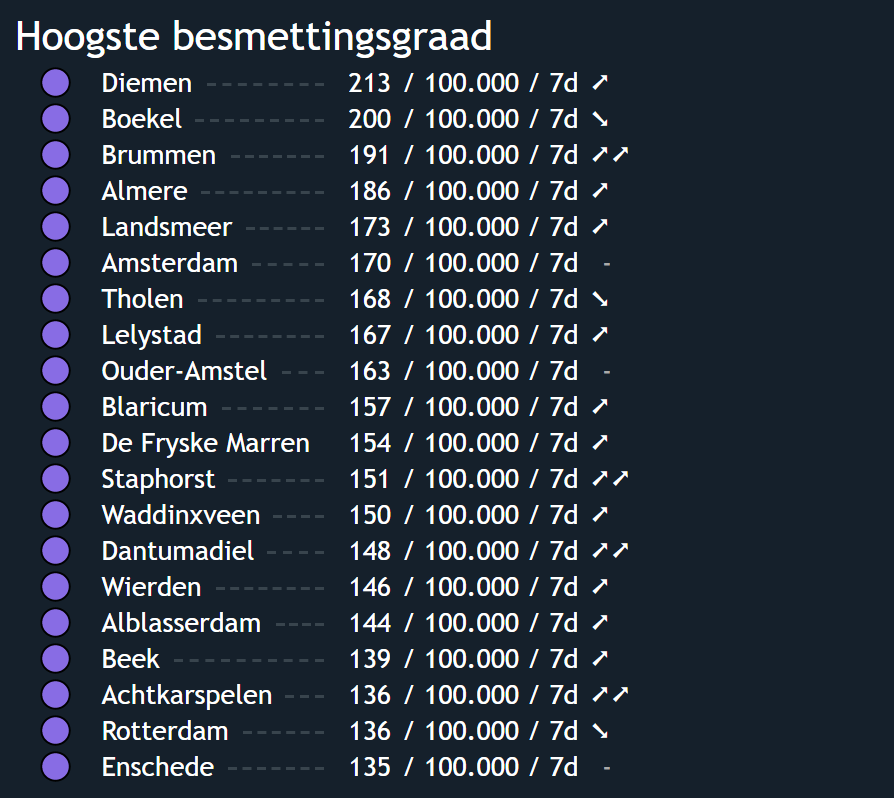 Hoogste besmettingsgraad
Diemen -------- 213 / 100.000 / 7d ➚
Boekel --------- 200 / 100.000 / 7d ➘
Brummen ------ 191 / 100.000 / 7d ➚➚
Almere -------- 186 / 100.000 / 7d ➚
Landsmeer ----- 173 / 100.000 / 7d ➚
Amsterdam ----- 170 / 100.000 / 7d -
Tholen --------- 168 / 100.000 / 7d ➘
Lelystad ------- 167 / 100.000 / 7d ➚
Ouder-Amstel --- 163 / 100.000 / 7d -
Blaricum ------- 157 / 100.000 / 7d ➚
De Fryske Marren 154 / 100.000 / 7d ➚
Staphorst ------ 151 / 100.000 / 7d ➚➚
Waddinxveen ---- 150 / 100.000 / 7d ➚
Dantumadiel ---- 148 / 100.000 / 7d ➚➚
Wierden ------- 146 / 100.000 / 7d ➚
Alblasserdam ---- 144 / 100.000 / 7d ➚
Beek ---------- 139 / 100.000 / 7d ➚
Achtkarspelen --- 136 / 100.000 / 7d ➚➚
Rotterdam ----- 136 / 100.000 / 7d ➘
Enschede ------ 135 / 100.000 / 7d -